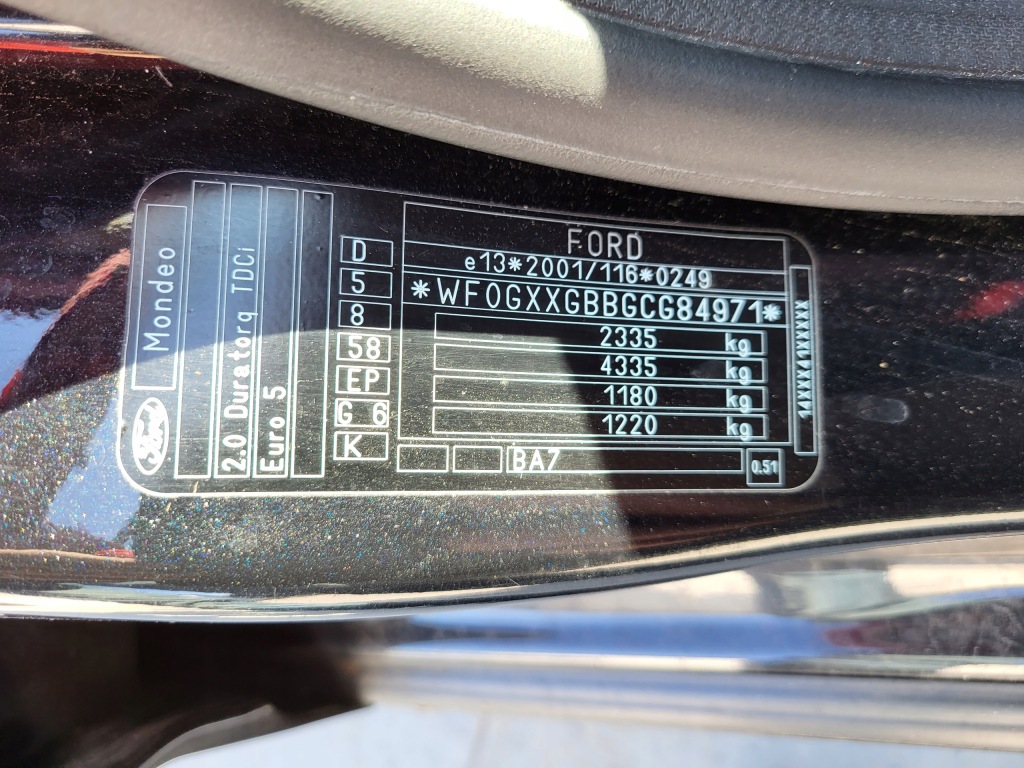 Mondeo
Ford
2.0 Duratorq TDCi
Euro 5
D
5
8
58
EP
G 6
K
FORD
e13*2001/116*0249
*WF0GXXGBBGCG84971*
2335 kg
4335 kg
1180 kg
1220 kg
BA7
0.51